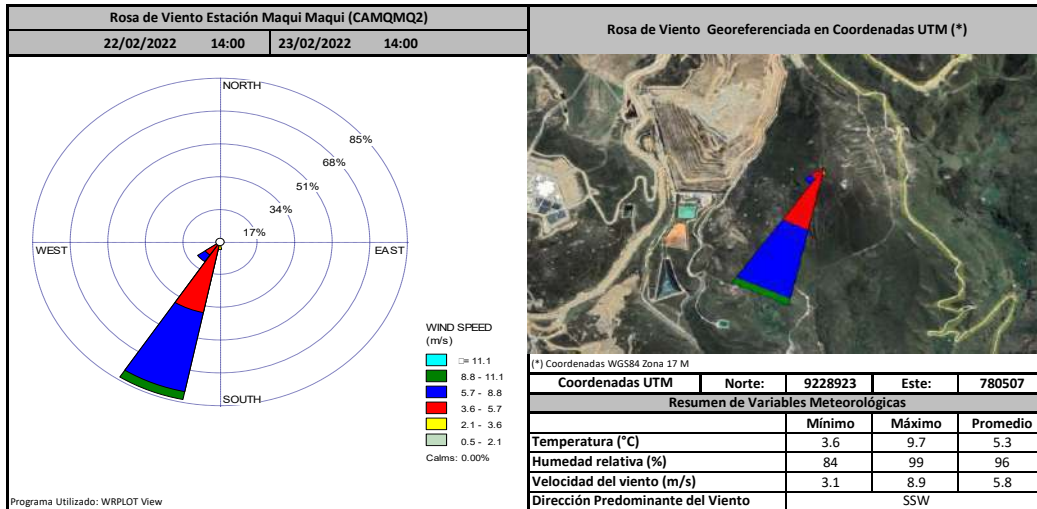 Rosa de Viento Estación Maqui Maqui (CAMQMQ2)
22/02/2022 14:00 23/02/2022 14:00
NORTH
85%
68%
51%
34%
17%
WEST
EAST
SOUTH
WIND SPEED
(m/s)
□= 11.1
8.8 - 11.1
5.7 - 8.8
3.6 - 5.7
2.1 - 3.6
0.5 - 2.1
Calms: 0.00%
Programa Utilizado: WRPLOT View
Rosa de Viento Georeferenciada en Coordenadas UTM (*)
(*) Coordenadas WGS84 Zona 17 M
Coordenadas UTM Norte: 9228923 Este: 780507
Resumen de Variables Meteorológicas
Mínimo Máximo Promedio
Temperatura (°C) 3.6 9.7 5.3
Humedad relativa (%) 84 99 96
Velocidad del viento (m/s) 3.1 8.9 5.8
Dirección Predominante del Viento SSW